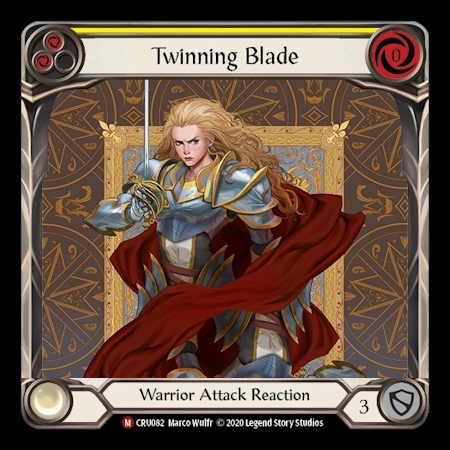 Twinning Blade
0
Warrior Attack Reaction
3
M CRU082 Marco Wulfr © 2020 Legend Story Studios